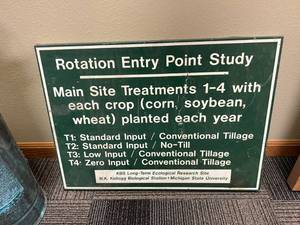 Rotation Entry Point Study
Main Site Treatments 1-4 with
each crop (corn, soybean,
wheat) planted each year
T1: Standard Input / Conventional Tillage
T2: Standard Input / No-Till
T3: Low Input / Conventional Tillage
T4: Zero Input / Conventional Tillage
KBS Long-Term Ecological Research Site
W.K. Kellogg Biological Station • Michigan State University